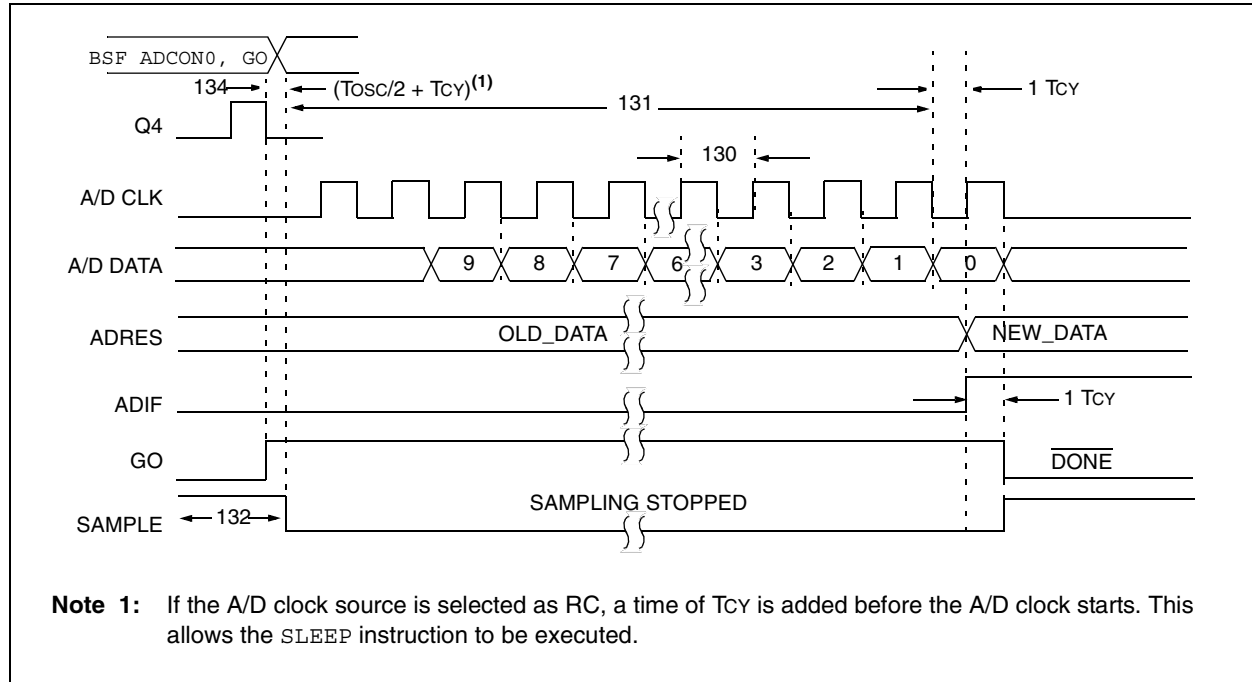 BSF ADCON0, GO
134
(TOSC/2 + TCY)(1)
131
1 TCY
Q4
130
A/D CLK
A/D DATA
9 8 7 6 3 2 1 0
ADRES
OLD_DATA
NEW_DATA
ADIF
1 TCY
GO
DONE
SAMPLE
132
SAMPLING STOPPED
Note 1: If the A/D clock source is selected as RC, a time of TCY is added before the A/D clock starts. This
allows the SLEEP instruction to be executed.